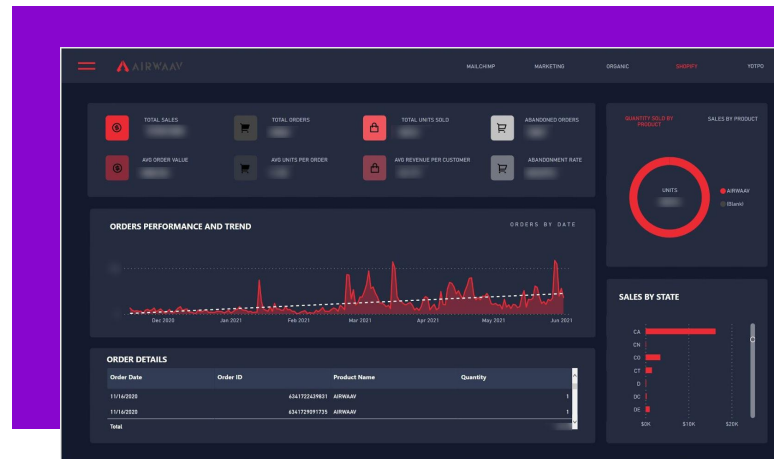 AIRWAAV
MAILCHIMP MARKETING ORGANIC SHOPIFY YOTPO
TOTAL SALES
TOTAL ORDERS
TOTAL UNITS SOLD
ABANDONED ORDERS
AVG ORDER VALUE
AVG UNITS PER ORDER
AVG REVENUE PER CUSTOMER
ABANDONMENT RATE
QUANTITY SOLD BY
PRODUCT
SALES BY PRODUCT
UNITS
AIRWAAV
(Blank)
ORDERS PERFORMANCE AND TREND
ORDERS BY DATE
Dec 2020 Jan 2021 Feb 2021 Mar 2021 Apr 2021 May 2021 Jun 2021
SALES BY STATE
CA
CN
CO
CT
D
DC
DE
$0K $10K $20K
ORDER DETAILS
Order Date Order ID Product Name Quantity
11/16/2020 6341722439831 AIRWAAV 1
11/16/2020 6341729091735 AIRWAAV 1
Total